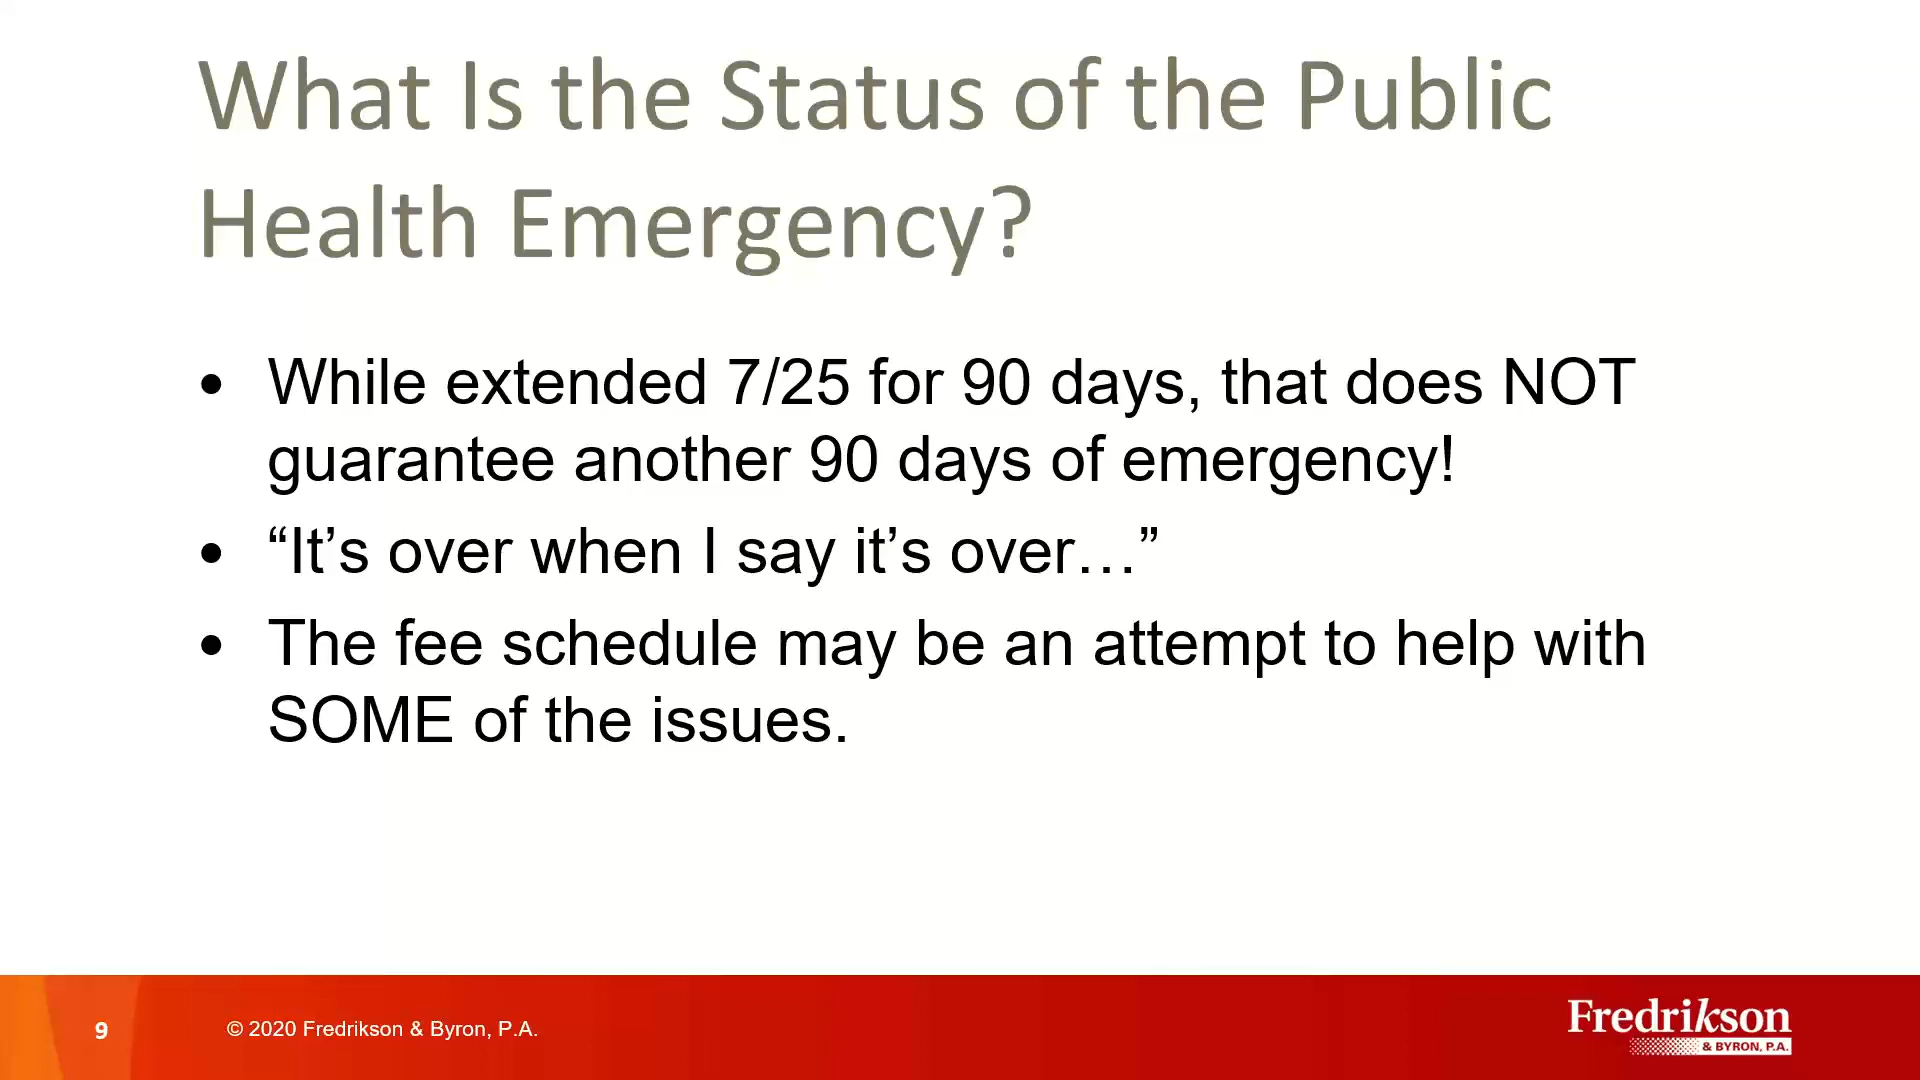 What Is the Status of the Public
Health Emergency?
• While extended 7/25 for 90 days, that does NOT
guarantee another 90 days of emergency!
• “It’s over when I say it’s over…”
• The fee schedule may be an attempt to help with
SOME of the issues.
9
© 2020 Fredrikson & Byron, P.A.
Fredrikson
& BYRON, P.A.